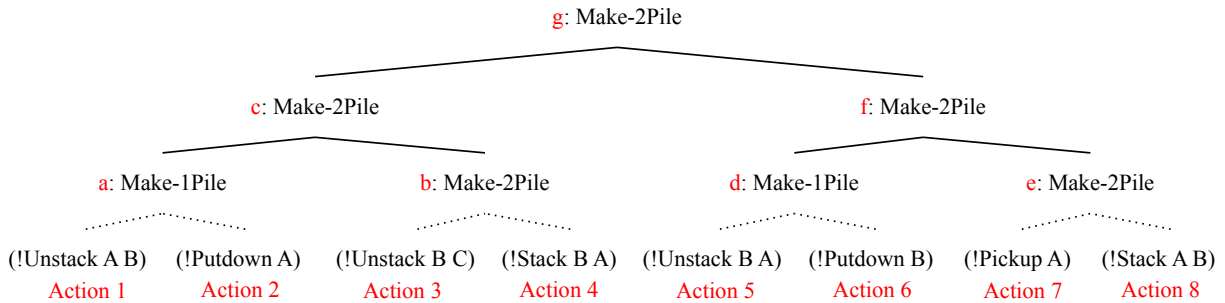 g: Make-2Pile
c: Make-2Pile f: Make-2Pile
a: Make-1Pile b: Make-2Pile d: Make-1Pile e: Make-2Pile
(!Unstack A B) (!Putdown A) (!Unstack B C) (!Stack B A) (!Unstack B A) (!Putdown B) (!Pickup A) (!Stack A B)
Action 1 Action 2 Action 3 Action 4 Action 5 Action 6 Action 7 Action 8